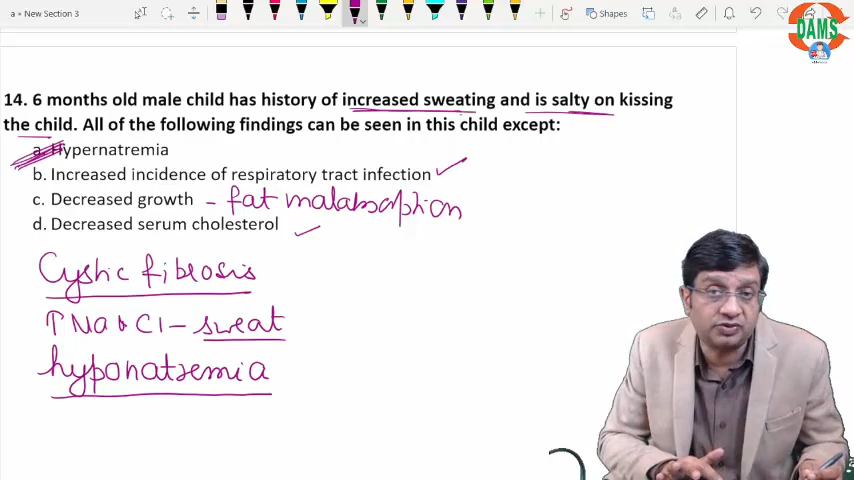 a » New Section 3
Shapes
DAMS
14. 6 months old male child has history of increased sweating and is salty on kissing
the child. All of the following findings can be seen in this child except:
a. Hypernatremia
b. Increased incidence of respiratory tract infection
c. Decreased growth - fat malabsorption
d. Decreased serum cholesterol
Cystic fibrosis
↑ Na & Cl - sweat
hyponatremia